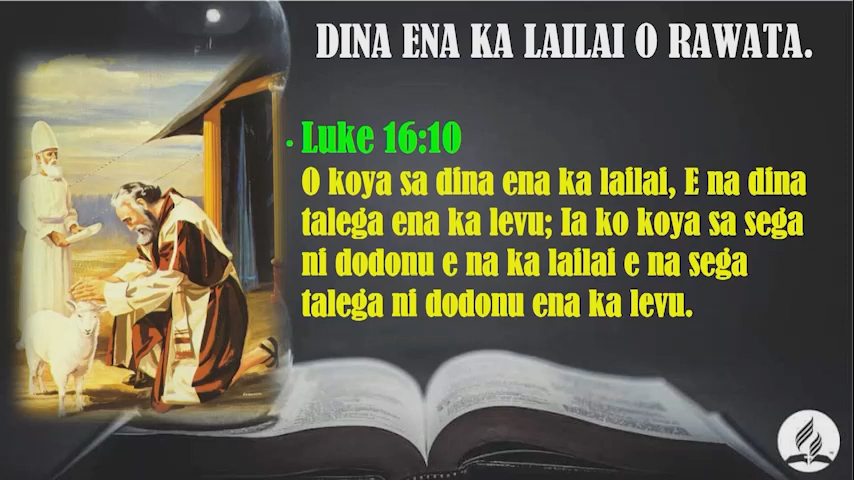 DINA ENA KA LAILAI O RAWATA.
• Luke 16:10
O koya sa dina ena ka lailai, E na dina
talega ena ka levu; Ia ko koya sa sega
ni dodonu e na ka lailai e na sega
talega ni dodonu ena ka levu.